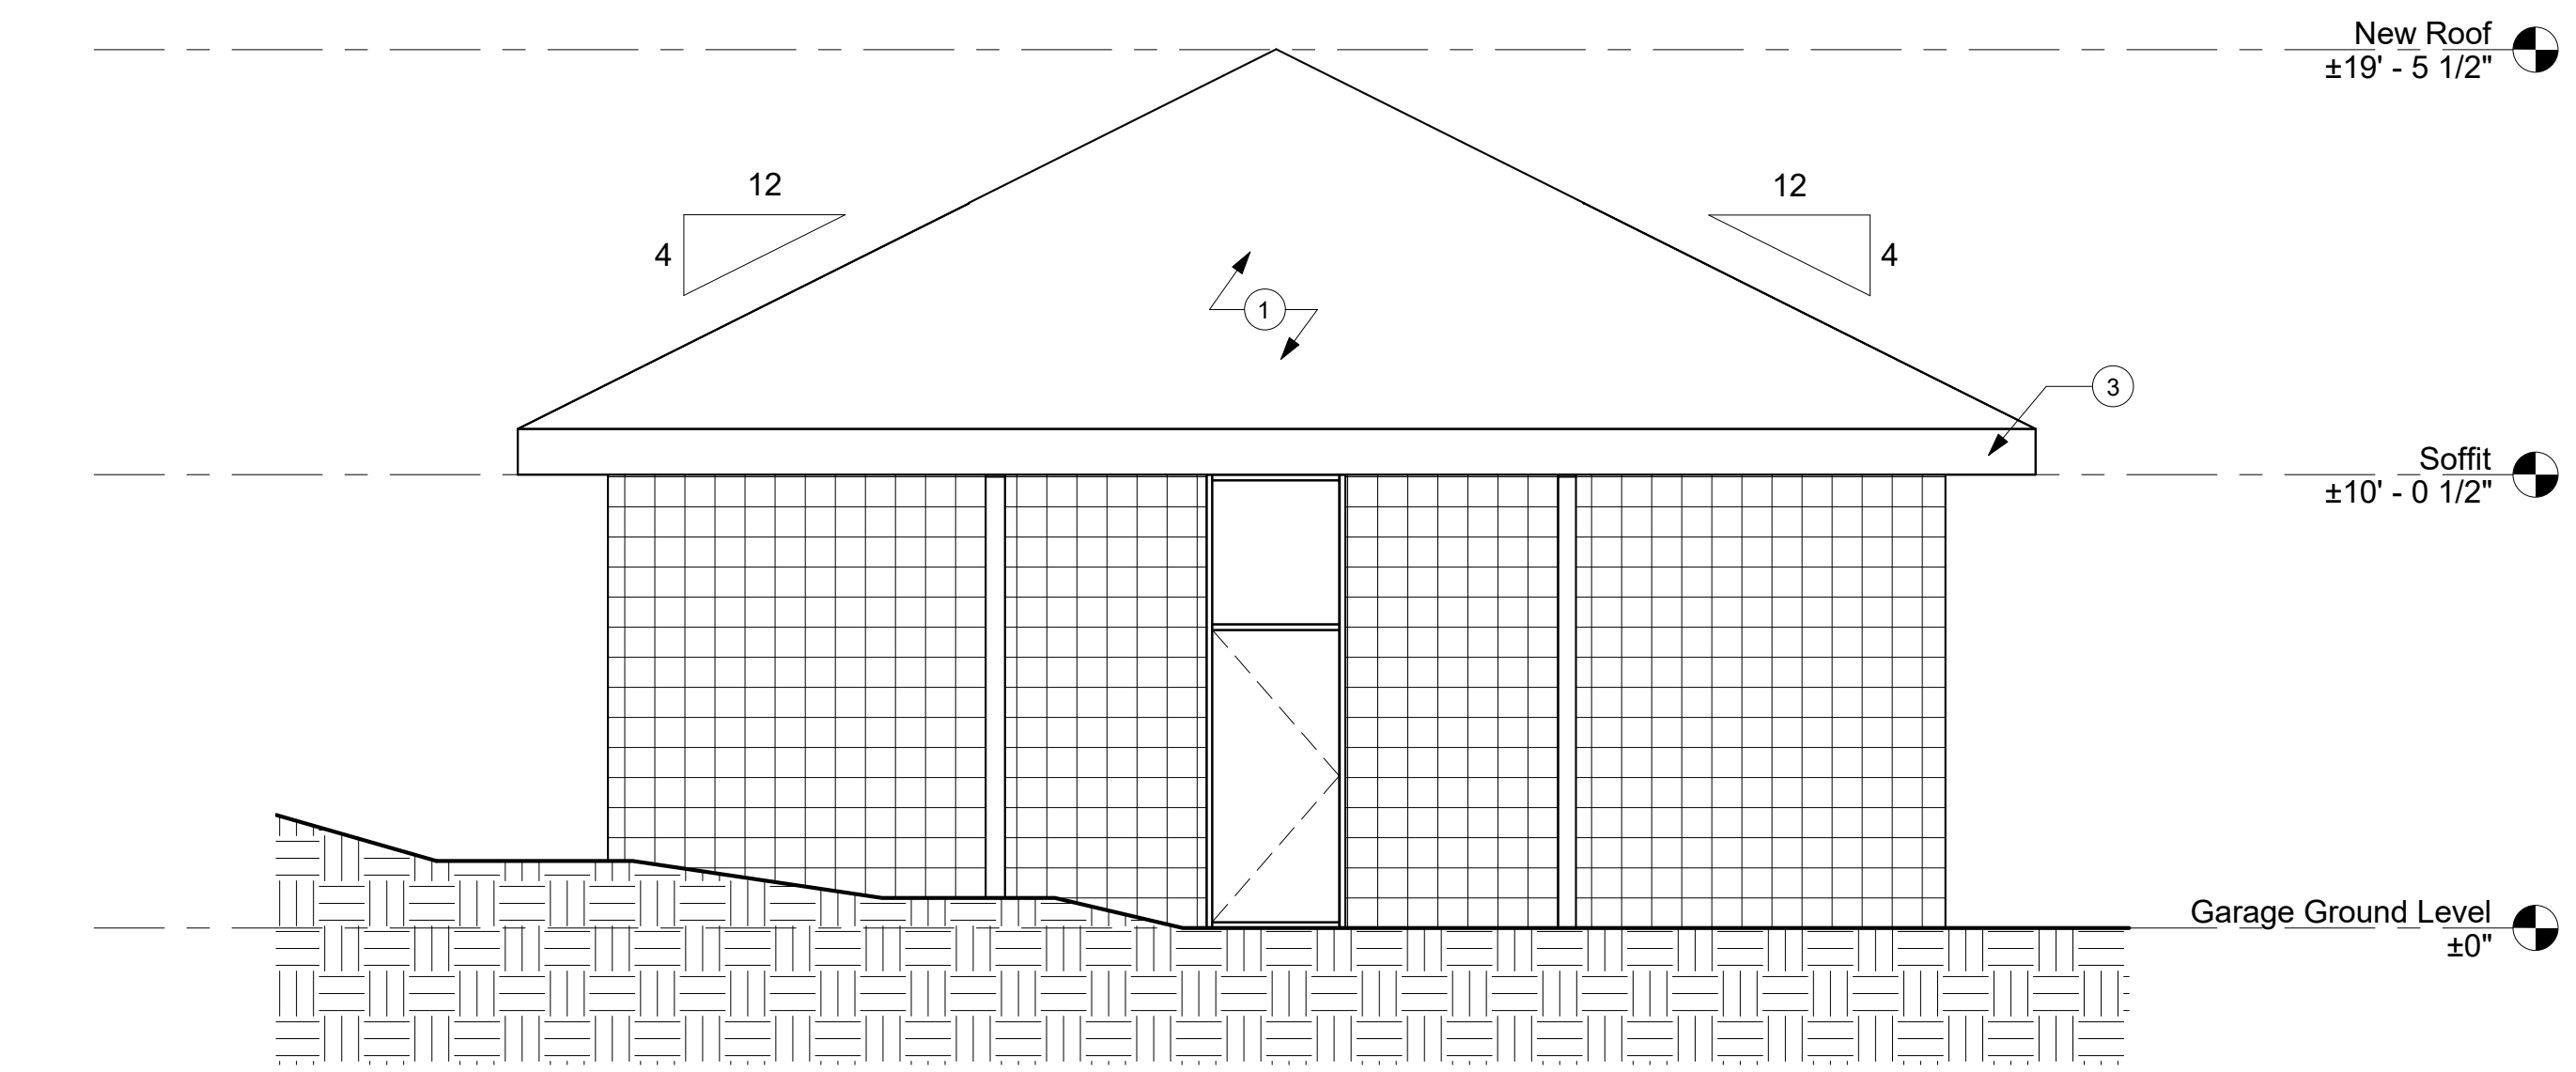 New Roof
±19' - 5 1/2"
12
12
4
4
1
3
Soffit
±10' - 0 1/2"
Garage Ground Level
±0"